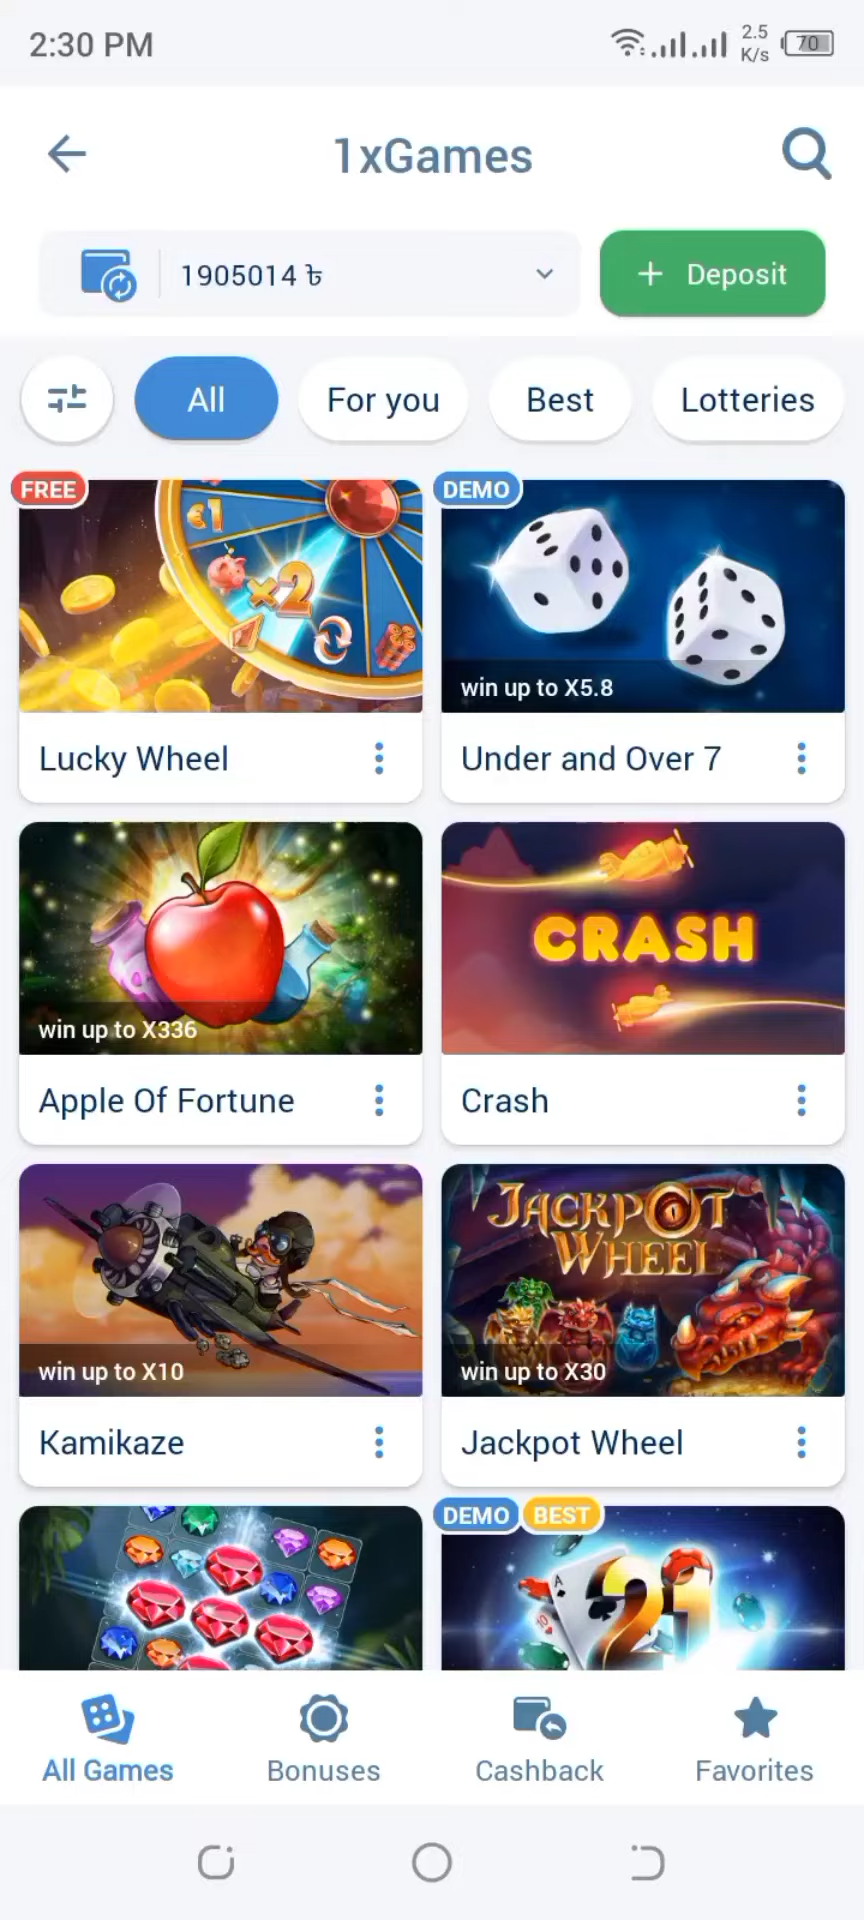 2:30 PM
2.5
K/s
70
1xGames
1905014 ৳
+ Deposit
All
For you
Best
Lotteries
FREE
DEMO
€1
x2
win up to X5.8
Lucky Wheel
Under and Over 7
CRASH
win up to X336
Apple Of Fortune
Crash
JACKPOT
WHEEL
win up to X10
win up to X30
Kamikaze
Jackpot Wheel
DEMO
BEST
A
10
21
All Games
Bonuses
Cashback
Favorites